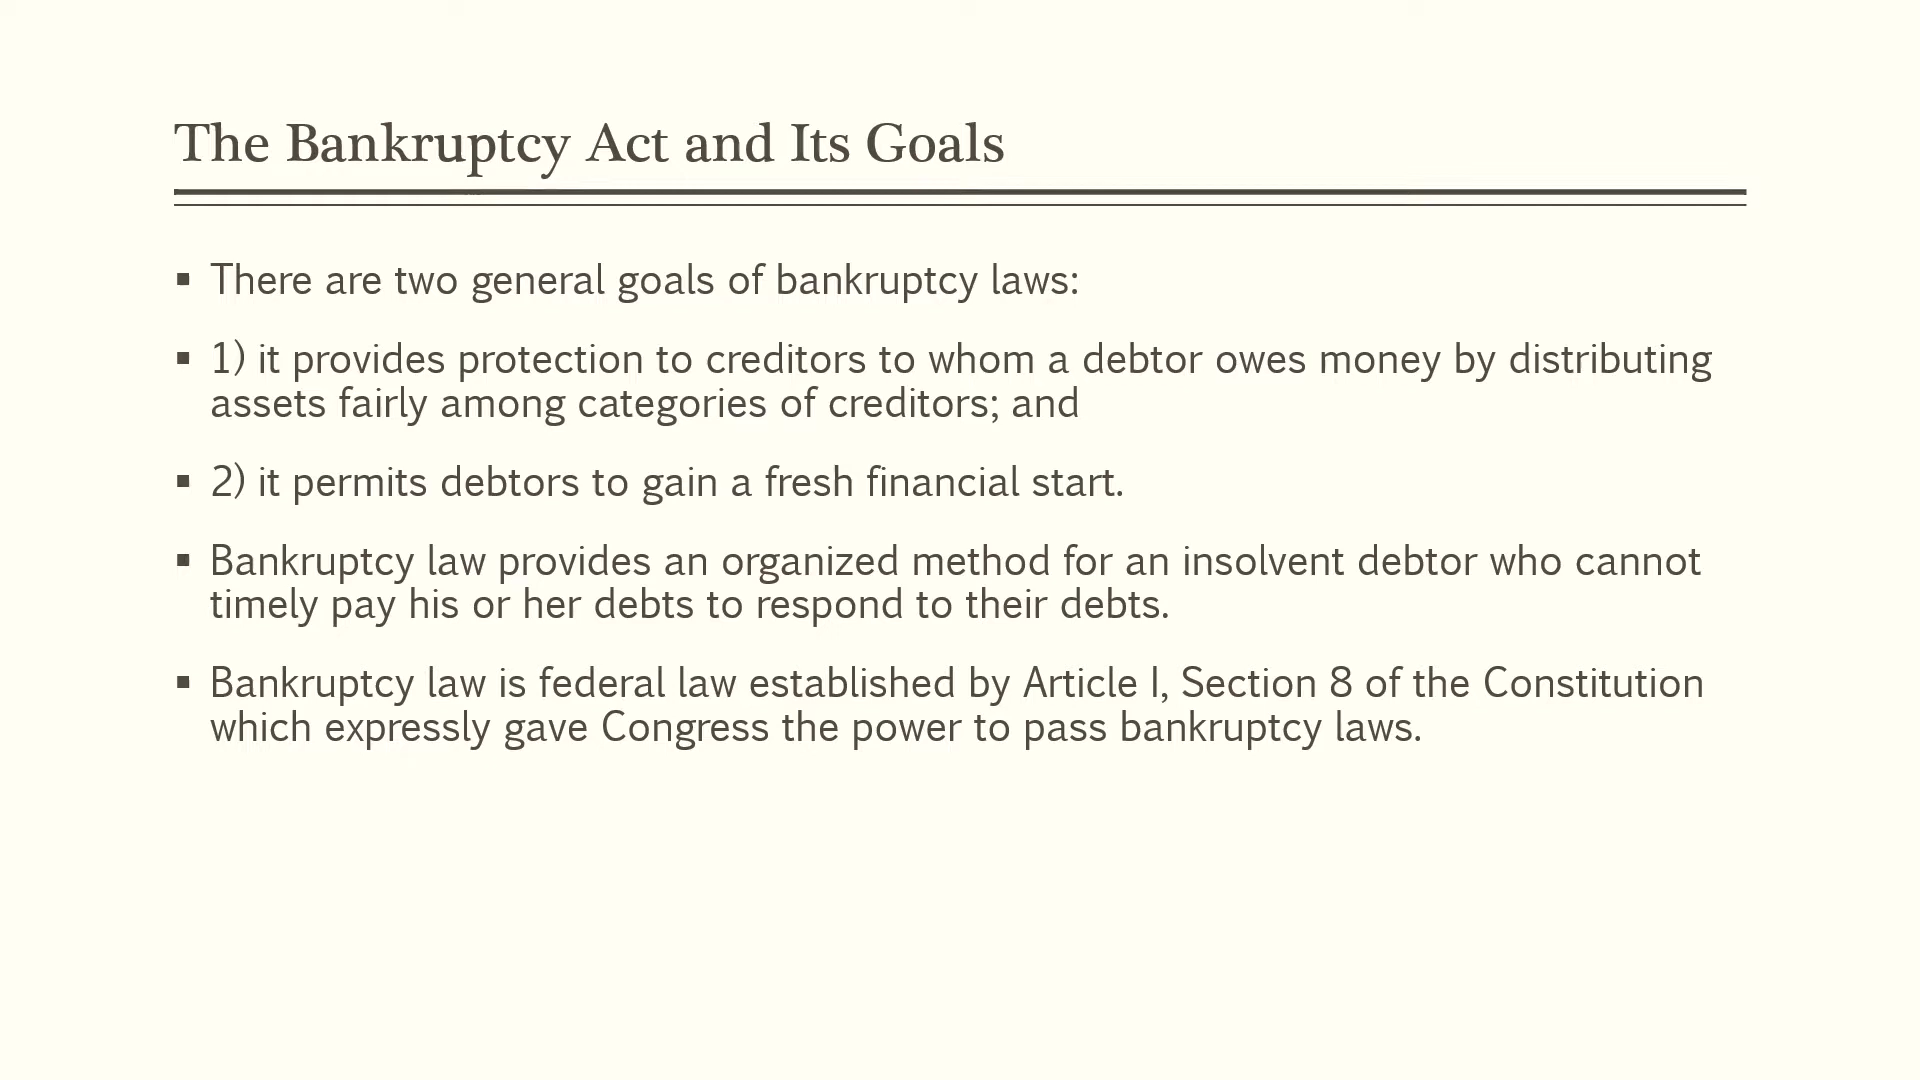 The Bankruptcy Act and Its Goals
▪ There are two general goals of bankruptcy laws:
▪ 1) it provides protection to creditors to whom a debtor owes money by distributing
assets fairly among categories of creditors; and
▪ 2) it permits debtors to gain a fresh financial start.
▪ Bankruptcy law provides an organized method for an insolvent debtor who cannot
timely pay his or her debts to respond to their debts.
▪ Bankruptcy law is federal law established by Article I, Section 8 of the Constitution
which expressly gave Congress the power to pass bankruptcy laws.